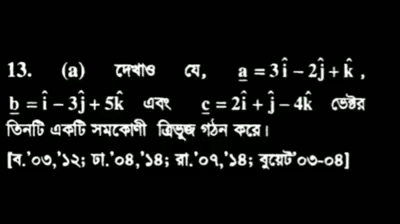 13. (a) দেখাও যে, a = 3î − 2ĵ + k̂ ,
b = î − 3ĵ + 5k̂ এবং c = 2î + ĵ − 4k̂ ভেক্টর
তিনটি একটি সমকোণী ত্রিভুজ গঠন করে।
[ব.'০৩,'১২; ঢা.'০৪,'১৪; রা.'০৭,'১৪; বুয়েট'০৩-০৪]